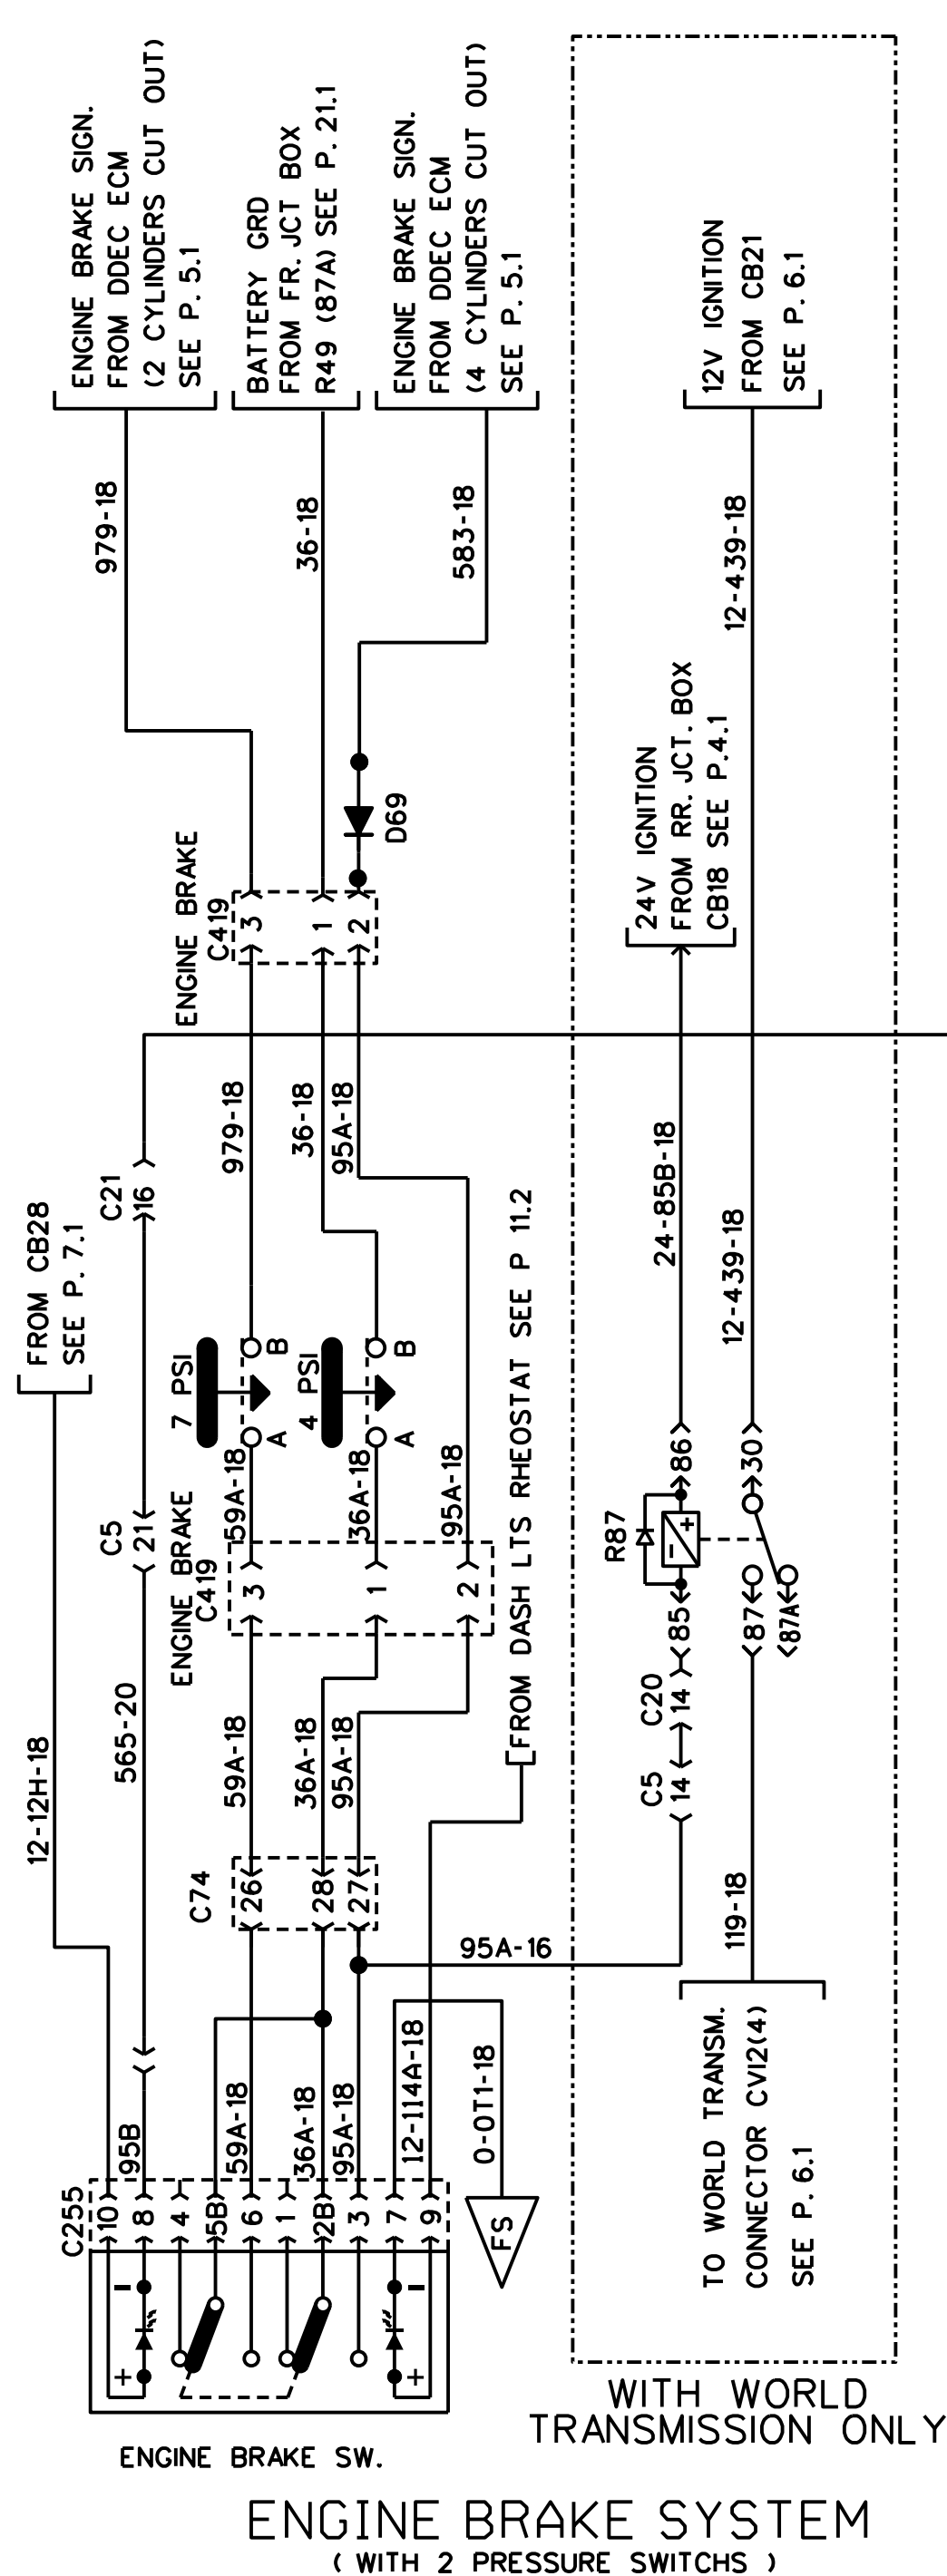 ENGINE BRAKE SIGN.
FROM DDEC ECM
(2 CYLINDERS CUT OUT)
SEE P. 5.1
BATTERY GRD
FROM FR. JCT BOX
R49 (87A) SEE P. 21.1
ENGINE BRAKE SIGN.
FROM DDEC ECM
(4 CYLINDERS CUT OUT)
SEE P. 5.1
12V IGNITION
FROM CB21
SEE P. 6.1
979-18
36-18
583-18
12-439-18
24V IGNITION
FROM RR. JCT. BOX
CB18 SEE P.4.1
D69
ENGINE BRAKE
C419
3
1
2
979-18
36-18
95A-18
24-85B-18
12-439-18
C21
16
FROM CB28
SEE P. 7.1
7 PSI
4 PSI
B
B
A
A
59A-18
36A-18
95A-18
FROM DASH LTS RHEOSTAT SEE P 11.2
C5
21
ENGINE BRAKE
C419
3
1
2
R87
86
30
+
-
85
87
87A
C20
14
C5
14
12-12H-18
565-20
59A-18
36A-18
95A-18
C74
26
28
27
95A-16
119-18
95B
59A-18
36A-18
95A-18
12-114A-18
0-0T1-18
C255
10
8
4
5B
6
1
2B
3
7
9
FS
TO WORLD TRANSM.
CONNECTOR CVI2(4)
SEE P. 6.1
-
-
+
+
WITH WORLD
TRANSMISSION ONLY
ENGINE BRAKE SW.
ENGINE BRAKE SYSTEM
( WITH 2 PRESSURE SWITCHS )